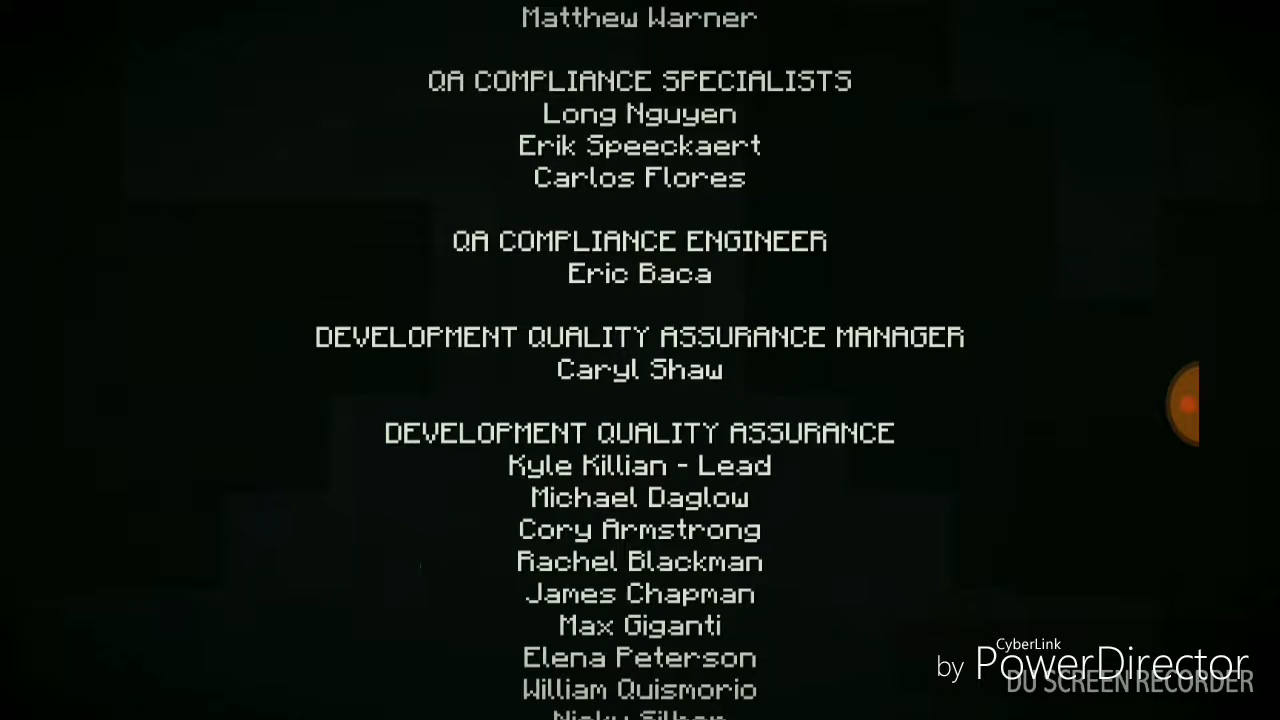 Matthew Warner
QA COMPLIANCE SPECIALISTS
Long Nguyen
Erik Speeckaert
Carlos Flores
QA COMPLIANCE ENGINEER
Eric Baca
DEVELOPMENT QUALITY ASSURANCE MANAGER
Caryl Shaw
DEVELOPMENT QUALITY ASSURANCE
Kyle Killian - Lead
Michael Daglow
Cory Armstrong
Rachel Blackman
James Chapman
Max Giganti
Elena Peterson
William Quismorio
CyberLink
by PowerDirector
DU SCREEN RECORDER